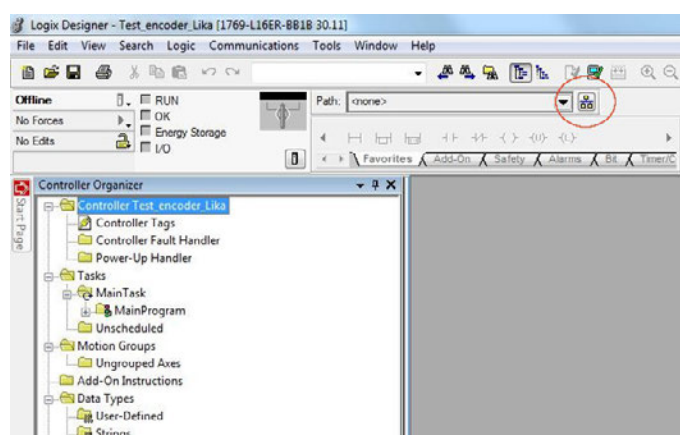 Logix Designer - Test_encoder_Lika [1769-L16ER-BB1B 30.11]
File Edit View Search Logic Communications Tools Window Help
Offline RUN Path: <none>
No Forces OK
No Edits Energy Storage
I/O
Favorites Add-On Safety Alarms Bit Timer/C
Start Page
Controller Organizer
Controller Test_encoder_Lika
Controller Tags
Controller Fault Handler
Power-Up Handler
Tasks
MainTask
MainProgram
Unscheduled
Motion Groups
Ungrouped Axes
Add-On Instructions
Data Types
User-Defined
Strings